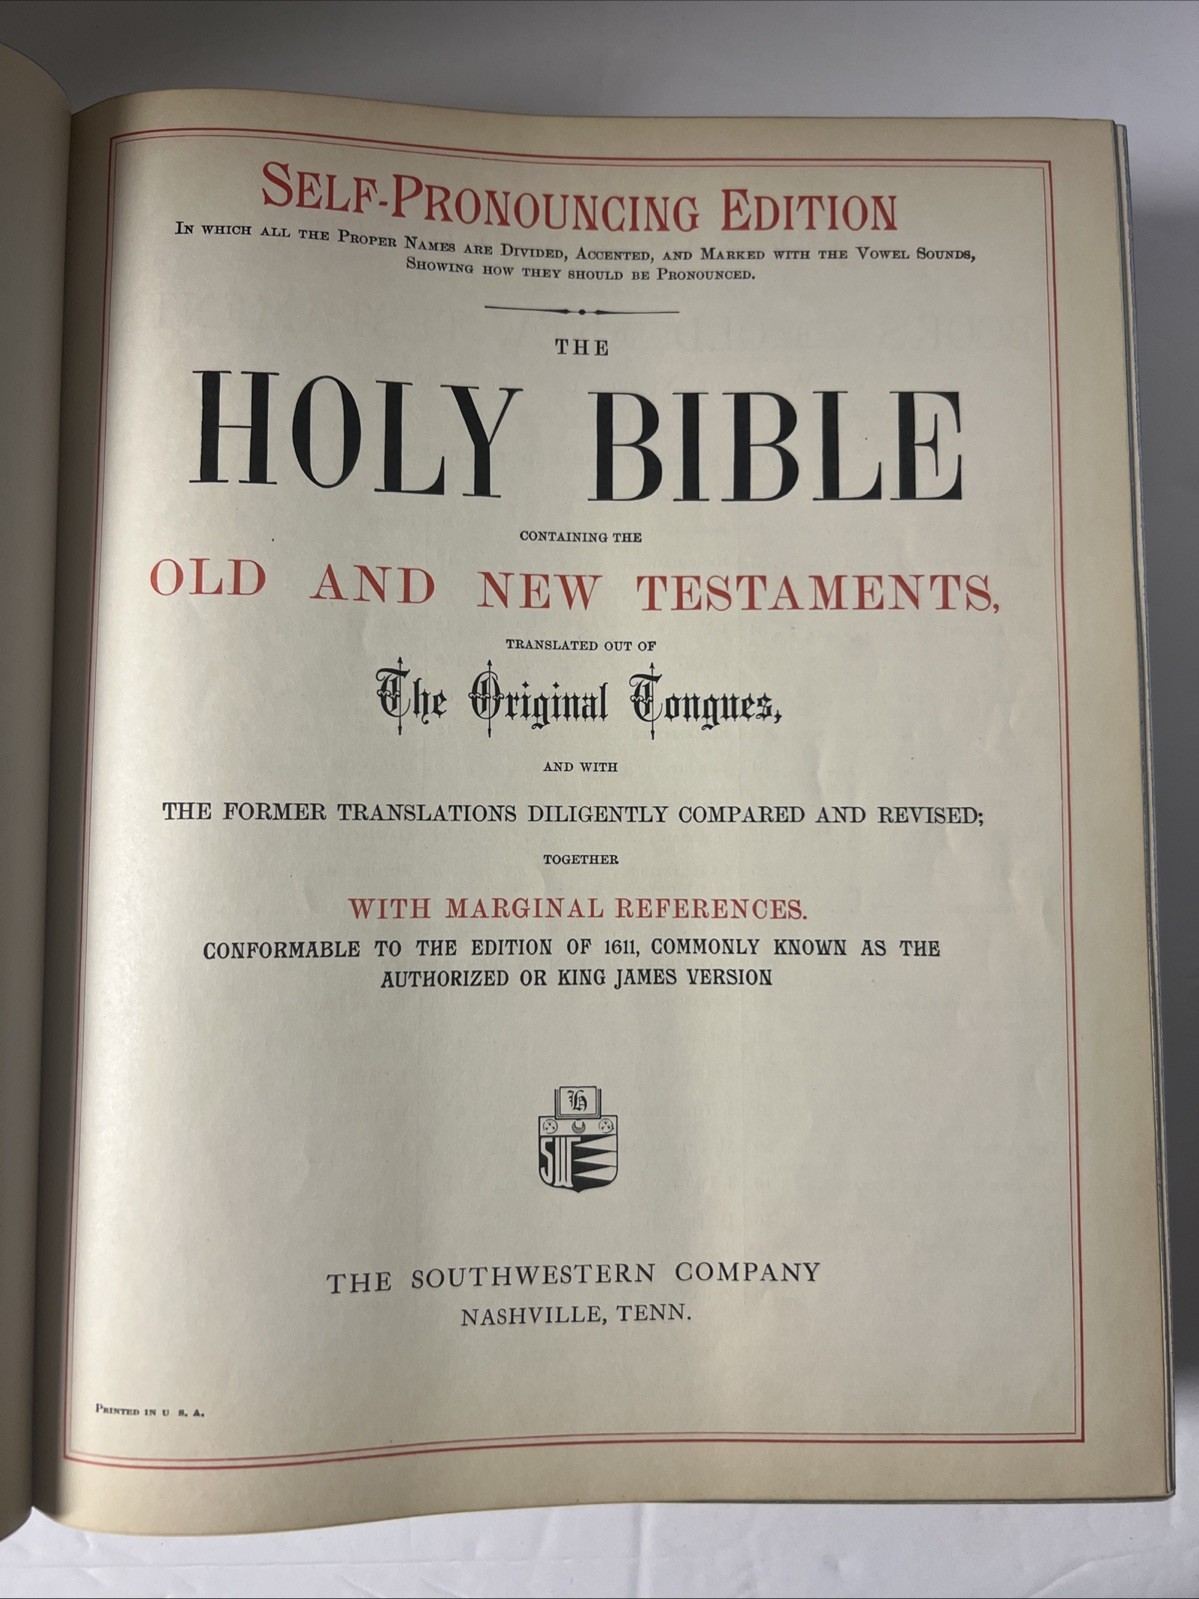 SELF-PRONOUNCING EDITION
IN WHICH ALL THE PROPER NAMES ARE DIVIDED, ACCENTED, AND MARKED WITH THE VOWEL SOUNDS,
SHOWING HOW THEY SHOULD BE PRONOUNCED.
THE
HOLY BIBLE
CONTAINING THE
OLD AND NEW TESTAMENTS,
TRANSLATED OUT OF
The Original Tongues,
AND WITH
THE FORMER TRANSLATIONS DILIGENTLY COMPARED AND REVISED;
TOGETHER
WITH MARGINAL REFERENCES.
CONFORMABLE TO THE EDITION OF 1611, COMMONLY KNOWN AS THE
AUTHORIZED OR KING JAMES VERSION
SW
THE SOUTHWESTERN COMPANY
NASHVILLE, TENN.
PRINTED IN U S. A.